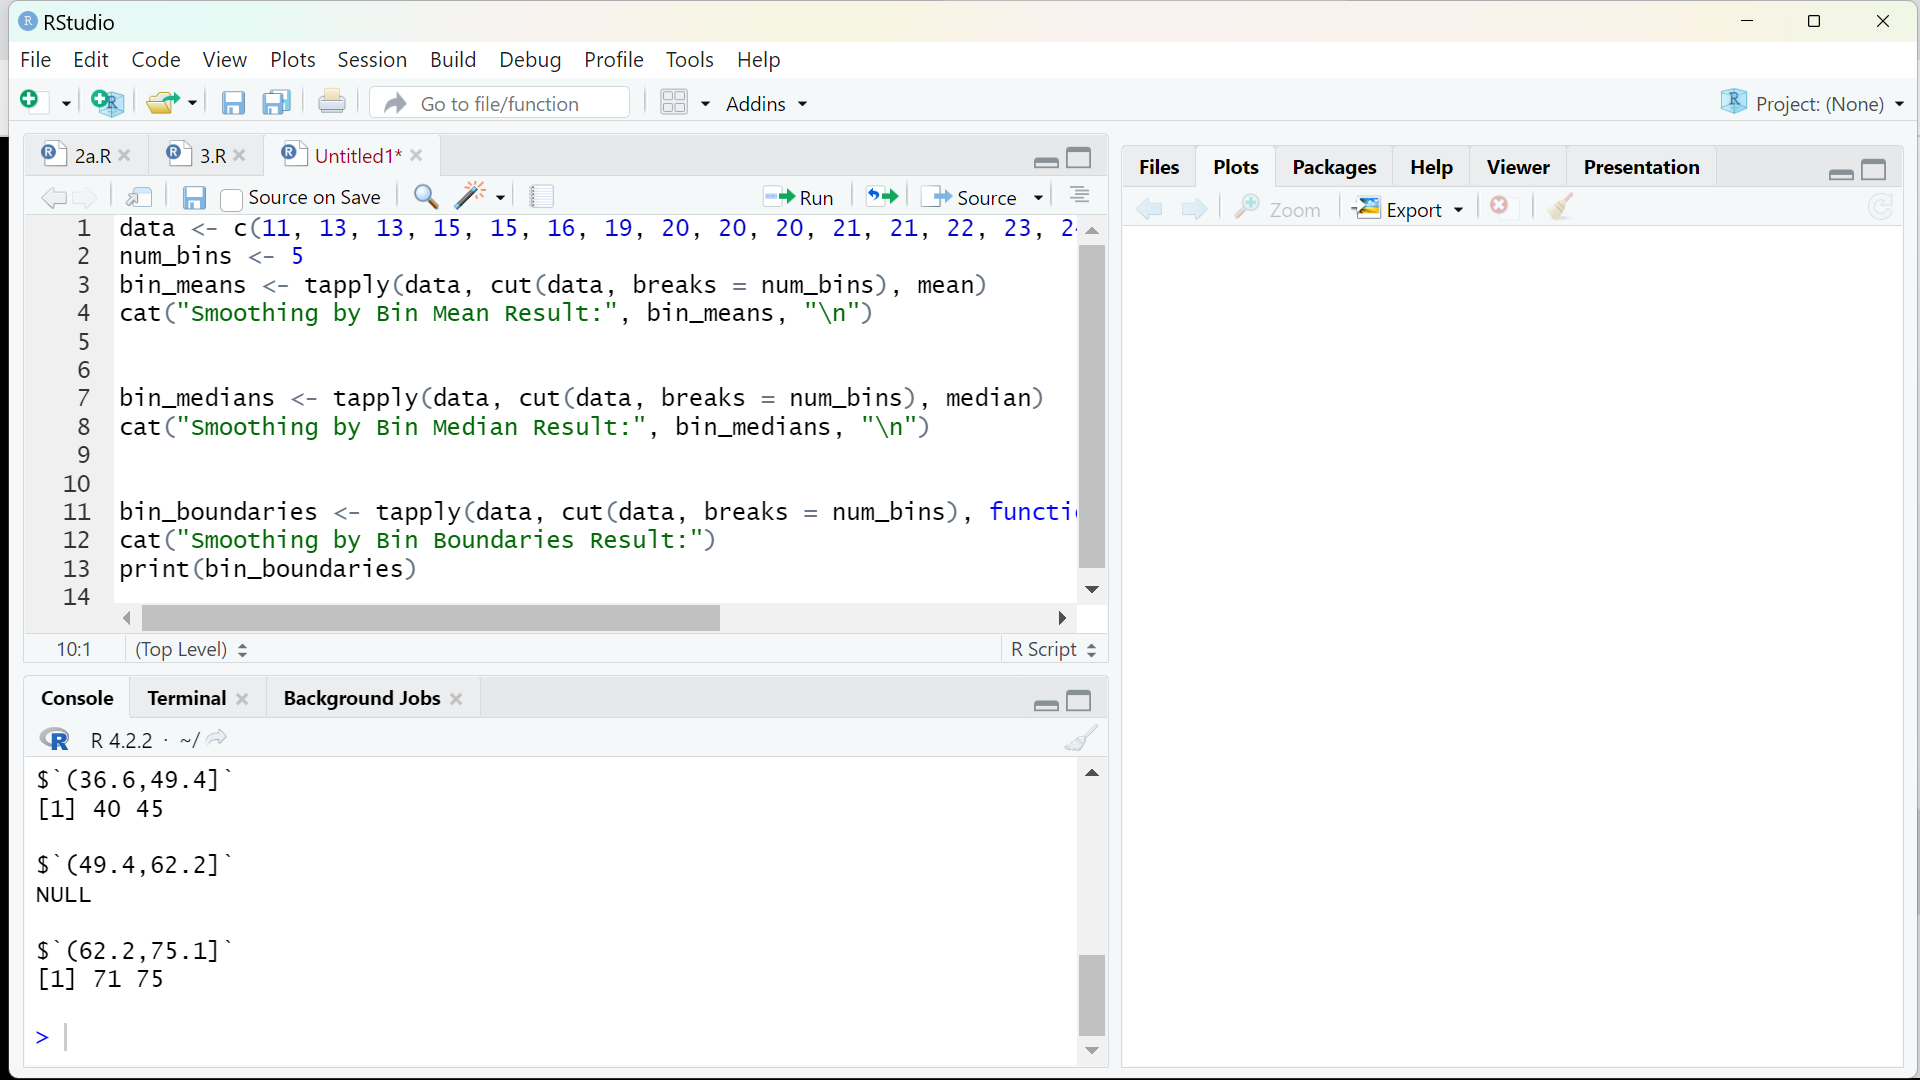 RStudio
File Edit Code View Plots Session Build Debug Profile Tools Help
Go to file/function Addins Project: (None)
2a.R 3.R Untitled1*
Source on Save Run Source
1 data <- c(11, 13, 13, 15, 15, 16, 19, 20, 20, 20, 21, 21, 22, 23,
2 num_bins <- 5
3 bin_means <- tapply(data, cut(data, breaks = num_bins), mean)
4 cat("Smoothing by Bin Mean Result:", bin_means, "\n")
5
6
7 bin_medians <- tapply(data, cut(data, breaks = num_bins), median)
8 cat("Smoothing by Bin Median Result:", bin_medians, "\n")
9
10
11 bin_boundaries <- tapply(data, cut(data, breaks = num_bins), functi
12 cat("Smoothing by Bin Boundaries Result:")
13 print(bin_boundaries)
14
10:1 (Top Level) R Script
Console Terminal Background Jobs
R 4.2.2 · ~/
$`(36.6,49.4]`
[1] 40 45
$`(49.4,62.2]`
NULL
$`(62.2,75.1]`
[1] 71 75
>
Files Plots Packages Help Viewer Presentation
Zoom Export